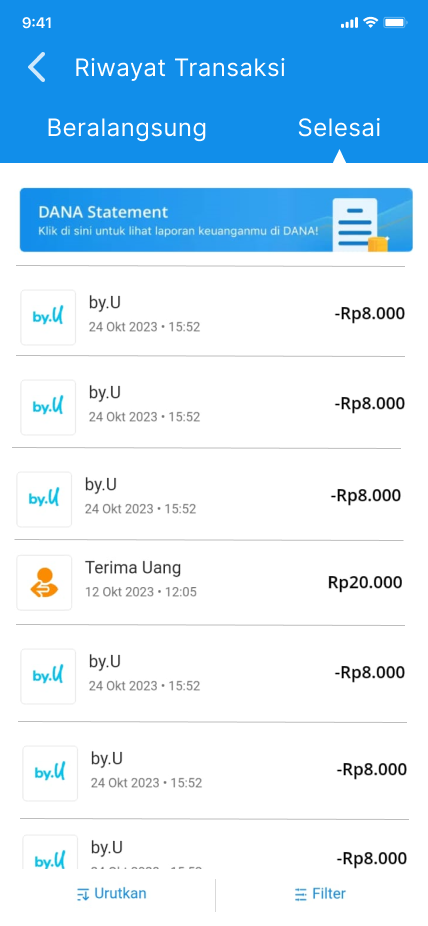 9:41
Riwayat Transaksi
Beralangsung Selesai
DANA Statement
Klik di sini untuk lihat laporan keuanganmu di DANA!
by.U by.U -Rp8.000
24 Okt 2023 • 15:52
by.U by.U -Rp8.000
24 Okt 2023 • 15:52
by.U by.U -Rp8.000
24 Okt 2023 • 15:52
Terima Uang Rp20.000
12 Okt 2023 • 12:05
by.U by.U -Rp8.000
24 Okt 2023 • 15:52
by.U by.U -Rp8.000
24 Okt 2023 • 15:52
by.U by.U -Rp8.000
Urutkan Filter